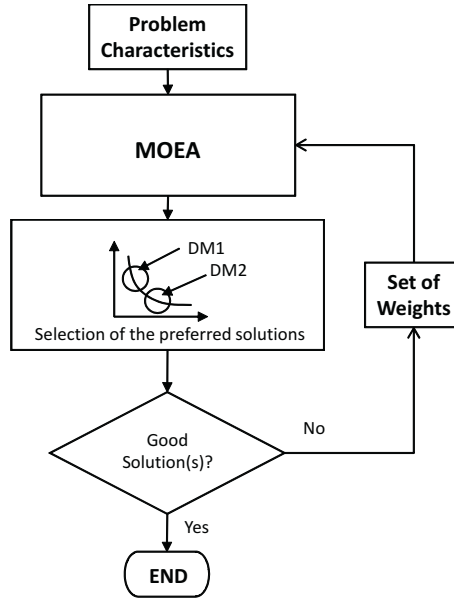 Problem
Characteristics
MOEA
DM1
DM2
Selection of the preferred solutions
Set of
Weights
Good
Solution(s)?
No
Yes
END